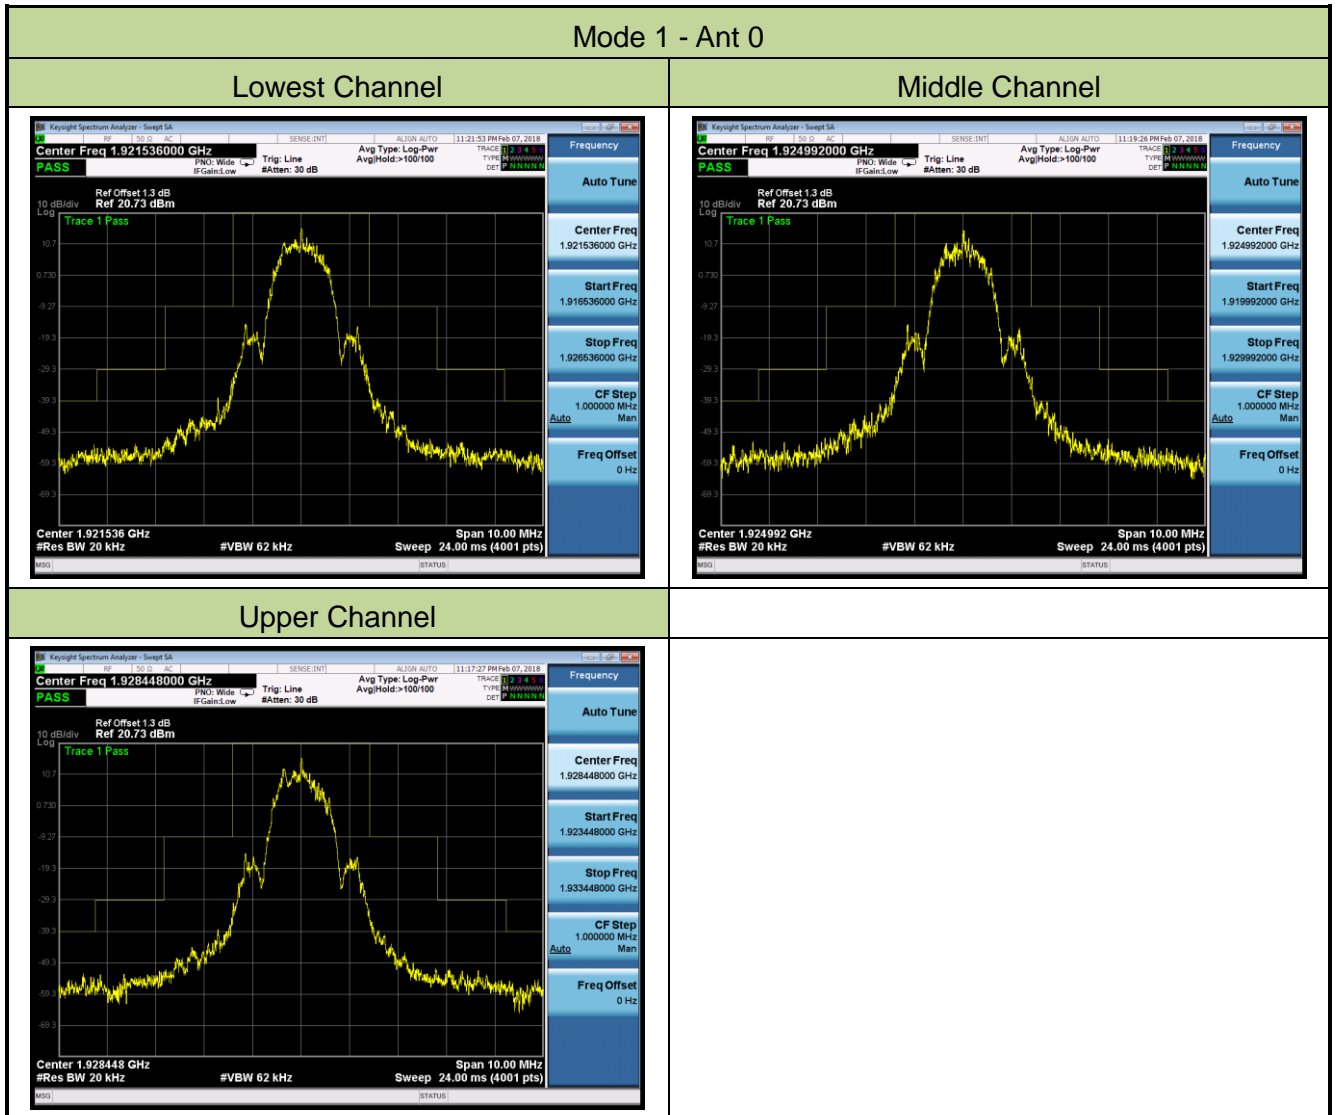 Mode 1 - Ant 0
Lowest Channel
Middle Channel
Keysight Spectrum Analyzer - Swept SA
RF 50 Ω AC SENSE:INT ALIGN AUTO 11:21:53 PM Feb 07, 2018
Center Freq 1.921536000 GHz
PNO: Wide
IFGain:Low
Trig: Line
#Atten: 30 dB
Avg Type: Log-Pwr
Avg|Hold:>100/100
TRACE 1 2 3 4 5 6
TYPE M WWWWW
DET P N N N N N
PASS
Ref Offset 1.3 dB
10 dB/div Ref 20.73 dBm
Log
Trace 1 Pass
10.7
0.730
-9.27
-19.3
-29.3
-39.3
-49.3
-59.3
-69.3
Center 1.921536 GHz Span 10.00 MHz
#Res BW 20 kHz #VBW 62 kHz Sweep 24.00 ms (4001 pts)
MSG STATUS
Frequency
Auto Tune
Center Freq
1.921536000 GHz
Start Freq
1.916536000 GHz
Stop Freq
1.926536000 GHz
CF Step
1.000000 MHz
Auto Man
Freq Offset
0 Hz
Keysight Spectrum Analyzer - Swept SA
RF 50 Ω AC SENSE:INT ALIGN AUTO 11:19:26 PM Feb 07, 2018
Center Freq 1.924992000 GHz
PNO: Wide
IFGain:Low
Trig: Line
#Atten: 30 dB
Avg Type: Log-Pwr
Avg|Hold:>100/100
TRACE 1 2 3 4 5 6
TYPE M WWWWW
DET P N N N N N
PASS
Ref Offset 1.3 dB
10 dB/div Ref 20.73 dBm
Log
Trace 1 Pass
10.7
0.730
-9.27
-19.3
-29.3
-39.3
-49.3
-59.3
-69.3
Center 1.924992 GHz Span 10.00 MHz
#Res BW 20 kHz #VBW 62 kHz Sweep 24.00 ms (4001 pts)
MSG STATUS
Frequency
Auto Tune
Center Freq
1.924992000 GHz
Start Freq
1.919992000 GHz
Stop Freq
1.929992000 GHz
CF Step
1.000000 MHz
Auto Man
Freq Offset
0 Hz
Upper Channel
Keysight Spectrum Analyzer - Swept SA
RF 50 Ω AC SENSE:INT ALIGN AUTO 11:17:27 PM Feb 07, 2018
Center Freq 1.928448000 GHz
PNO: Wide
IFGain:Low
Trig: Line
#Atten: 30 dB
Avg Type: Log-Pwr
Avg|Hold:>100/100
TRACE 1 2 3 4 5 6
TYPE M WWWWW
DET P N N N N N
PASS
Ref Offset 1.3 dB
10 dB/div Ref 20.73 dBm
Log
Trace 1 Pass
10.7
0.730
-9.27
-19.3
-29.3
-39.3
-49.3
-59.3
-69.3
Center 1.928448 GHz Span 10.00 MHz
#Res BW 20 kHz #VBW 62 kHz Sweep 24.00 ms (4001 pts)
MSG STATUS
Frequency
Auto Tune
Center Freq
1.928448000 GHz
Start Freq
1.923448000 GHz
Stop Freq
1.933448000 GHz
CF Step
1.000000 MHz
Auto Man
Freq Offset
0 Hz